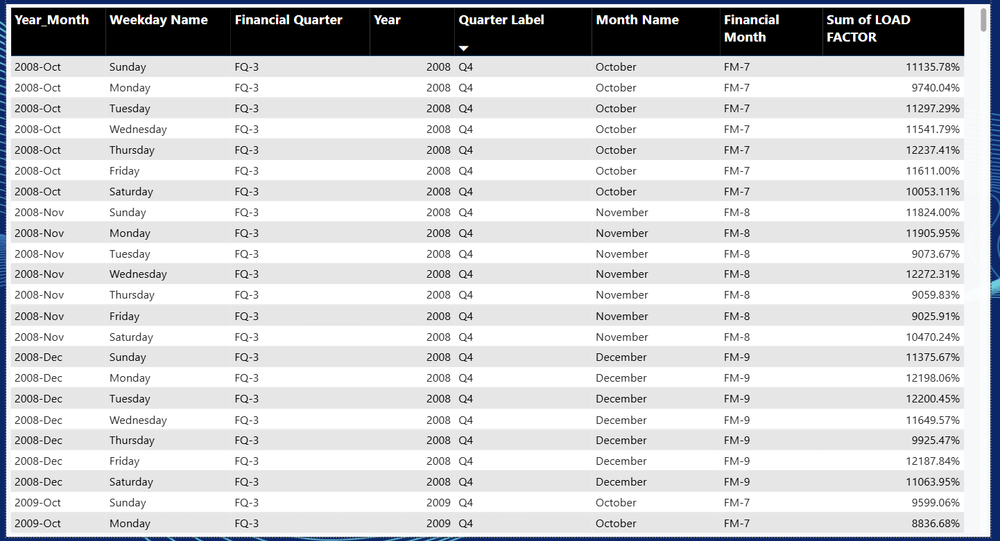 Year_Month Weekday Name Financial Quarter Year Quarter Label Month Name Financial Month Sum of LOAD FACTOR
2008-Oct Sunday FQ-3 2008 Q4 October FM-7 11135.78%
2008-Oct Monday FQ-3 2008 Q4 October FM-7 9740.04%
2008-Oct Tuesday FQ-3 2008 Q4 October FM-7 11297.29%
2008-Oct Wednesday FQ-3 2008 Q4 October FM-7 11541.79%
2008-Oct Thursday FQ-3 2008 Q4 October FM-7 12237.41%
2008-Oct Friday FQ-3 2008 Q4 October FM-7 11611.00%
2008-Oct Saturday FQ-3 2008 Q4 October FM-7 10053.11%
2008-Nov Sunday FQ-3 2008 Q4 November FM-8 11824.00%
2008-Nov Monday FQ-3 2008 Q4 November FM-8 11905.95%
2008-Nov Tuesday FQ-3 2008 Q4 November FM-8 9073.67%
2008-Nov Wednesday FQ-3 2008 Q4 November FM-8 12272.31%
2008-Nov Thursday FQ-3 2008 Q4 November FM-8 9059.83%
2008-Nov Friday FQ-3 2008 Q4 November FM-8 9025.91%
2008-Nov Saturday FQ-3 2008 Q4 November FM-8 10470.24%
2008-Dec Sunday FQ-3 2008 Q4 December FM-9 11375.67%
2008-Dec Monday FQ-3 2008 Q4 December FM-9 12198.06%
2008-Dec Tuesday FQ-3 2008 Q4 December FM-9 12200.45%
2008-Dec Wednesday FQ-3 2008 Q4 December FM-9 11649.57%
2008-Dec Thursday FQ-3 2008 Q4 December FM-9 9925.47%
2008-Dec Friday FQ-3 2008 Q4 December FM-9 12187.84%
2008-Dec Saturday FQ-3 2008 Q4 December FM-9 11063.95%
2009-Oct Sunday FQ-3 2009 Q4 October FM-7 9599.06%
2009-Oct Monday FQ-3 2009 Q4 October FM-7 8836.68%